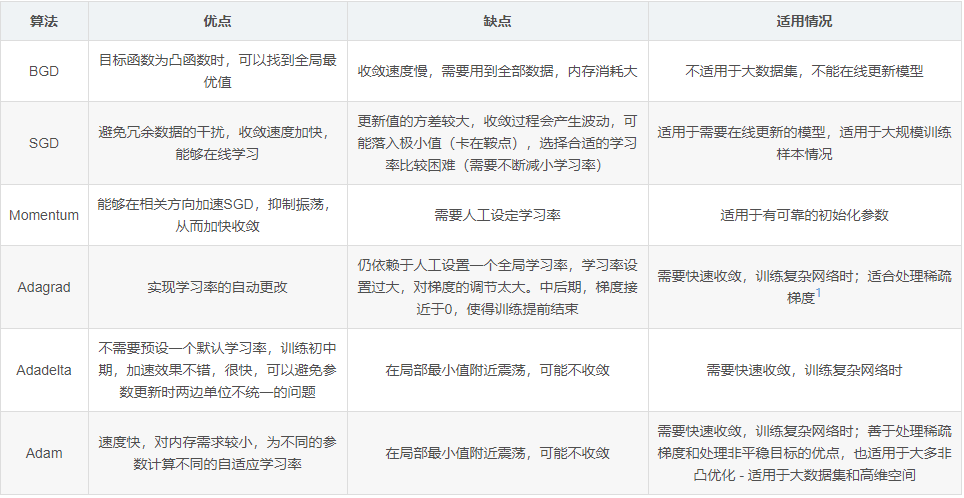 算法 优点 缺点 适用情况
BGD
目标函数为凸函数时，可以找到全局最
优值
收敛速度慢，需要用到全部数据，内存消耗大
不适用于大数据集，不能在线更新模型
SGD
避免冗余数据的干扰，收敛速度加快，
能够在线学习
更新值的方差较大，收敛过程会产生波动，可
能落入极小值（卡在鞍点），选择合适的学习
率比较困难（需要不断减小学习率）
适用于需要在线更新的模型，适用于大规模训练
样本情况
Momentum
能够在相关方向加速SGD，抑制振荡，
从而加快收敛
需要人工设定学习率
适用于有可靠的初始化参数
Adagrad
实现学习率的自动更改
仍依赖于人工设置一个全局学习率，学习率设
置过大，对梯度的调节太大。中后期，梯度接
近于0，使得训练提前结束
需要快速收敛，训练复杂网络时；适合处理稀疏
梯度1
Adadelta
不需要预设一个默认学习率，训练初中
期，加速效果不错，很快，可以避免参
数更新时两边单位不统一的问题
在局部最小值附近震荡，可能不收敛
需要快速收敛，训练复杂网络时
Adam
速度快，对内存需求较小，为不同的参
数计算不同的自适应学习率
在局部最小值附近震荡，可能不收敛
需要快速收敛，训练复杂网络时；善于处理稀疏
梯度和处理非平稳目标的优点，也适用于大多非
凸优化 - 适用于大数据集和高维空间